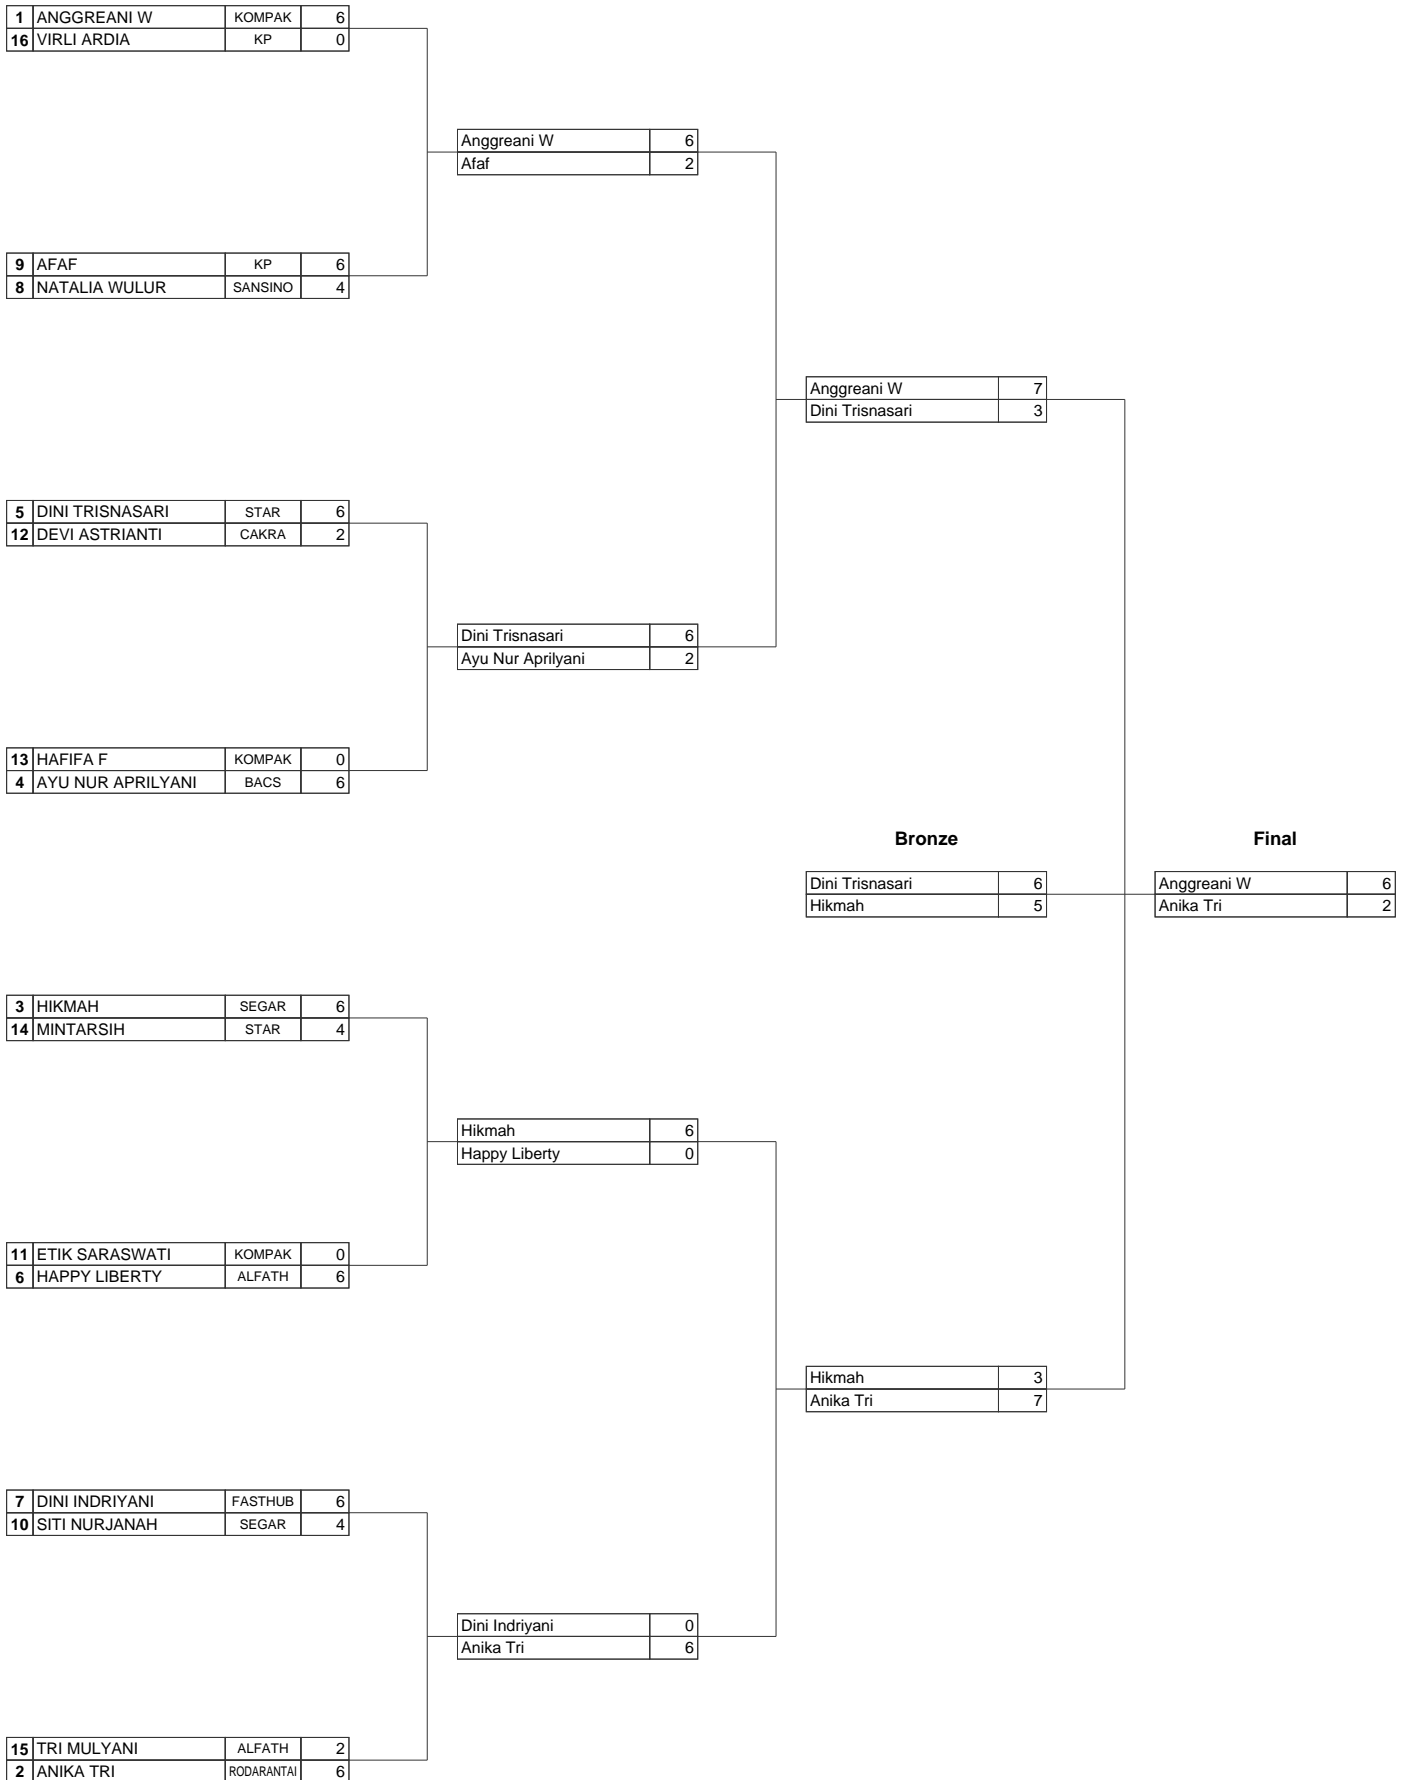 1 ANGGREANI W KOMPAK 6
16 VIRLI ARDIA KP 0
Anggreani W 6
Afaf 2
9 AFAF KP 6
8 NATALIA WULUR SANSINO 4
Anggreani W 7
Dini Trisnasari 3
5 DINI TRISNASARI STAR 6
12 DEVI ASTRIANTI CAKRA 2
Dini Trisnasari 6
Ayu Nur Aprilyani 2
13 HAFIFA F KOMPAK 0
4 AYU NUR APRILYANI BACS 6
Bronze Final
Dini Trisnasari 6 Anggreani W 6
Hikmah 5 Anika Tri 2
3 HIKMAH SEGAR 6
14 MINTARSIH STAR 4
Hikmah 6
Happy Liberty 0
11 ETIK SARASWATI KOMPAK 0
6 HAPPY LIBERTY ALFATH 6
Hikmah 3
Anika Tri 7
7 DINI INDRIYANI FASTHUB 6
10 SITI NURJANAH SEGAR 4
Dini Indriyani 0
Anika Tri 6
15 TRI MULYANI ALFATH 2
2 ANIKA TRI RODARANTAI 6